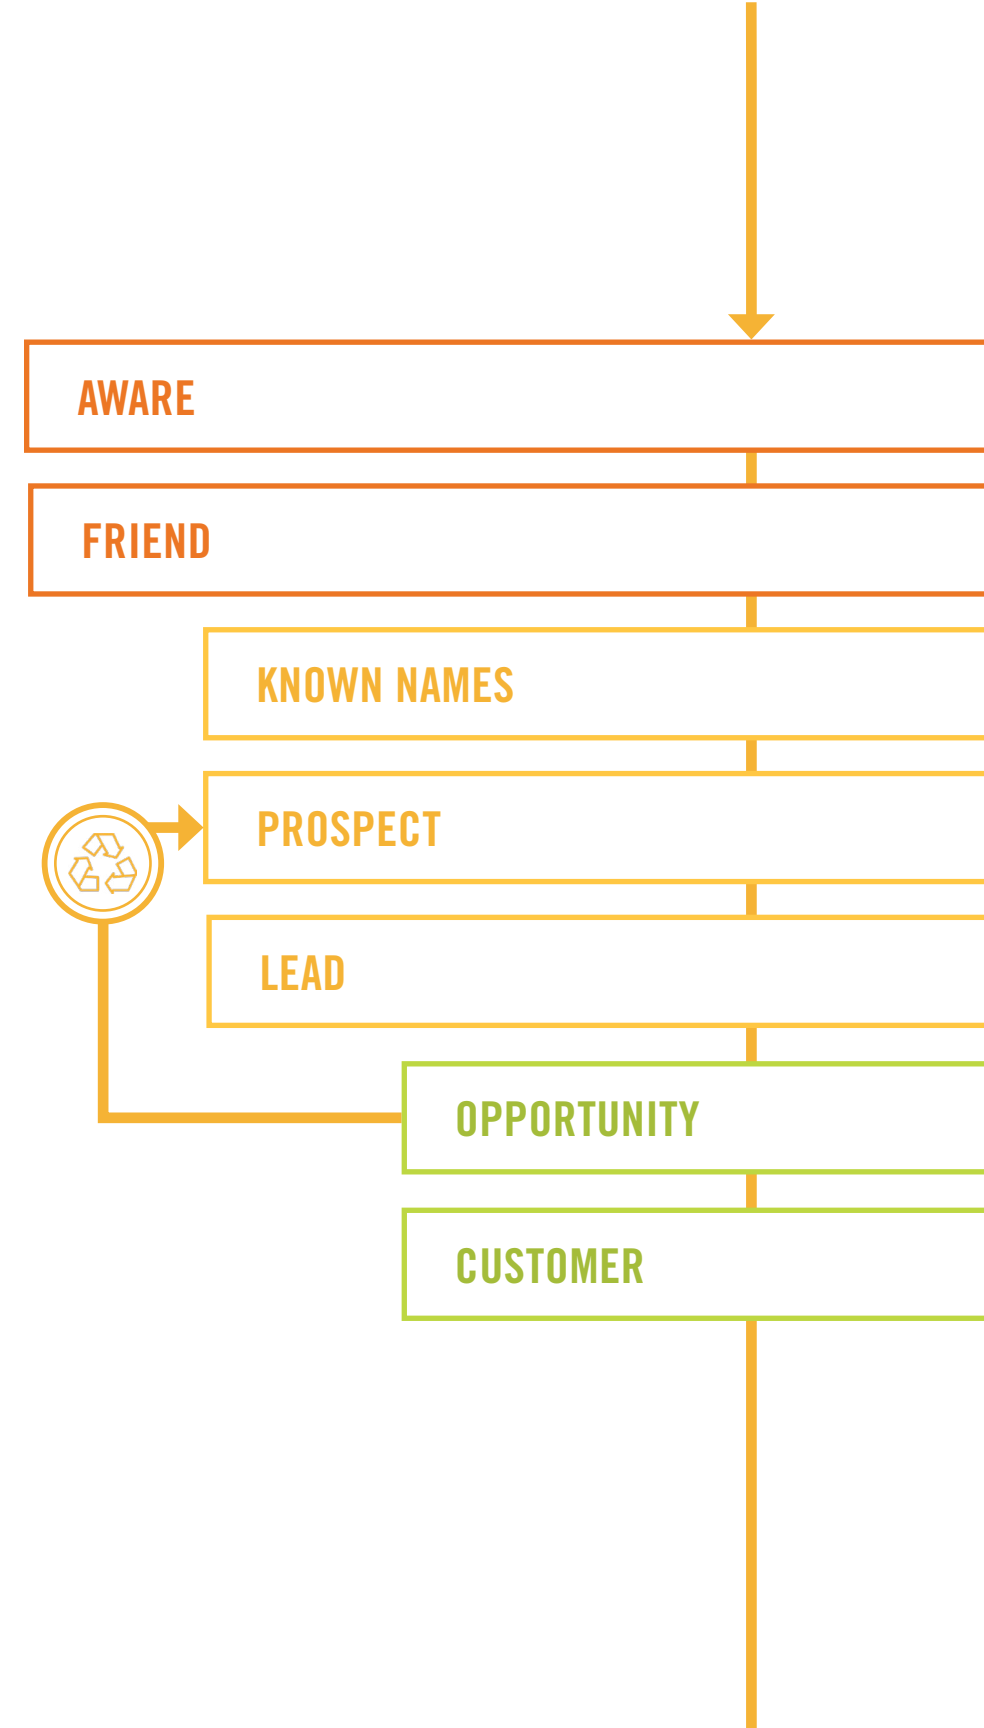 AWARE
FRIEND
KNOWN NAMES
PROSPECT
LEAD
OPPORTUNITY
CUSTOMER